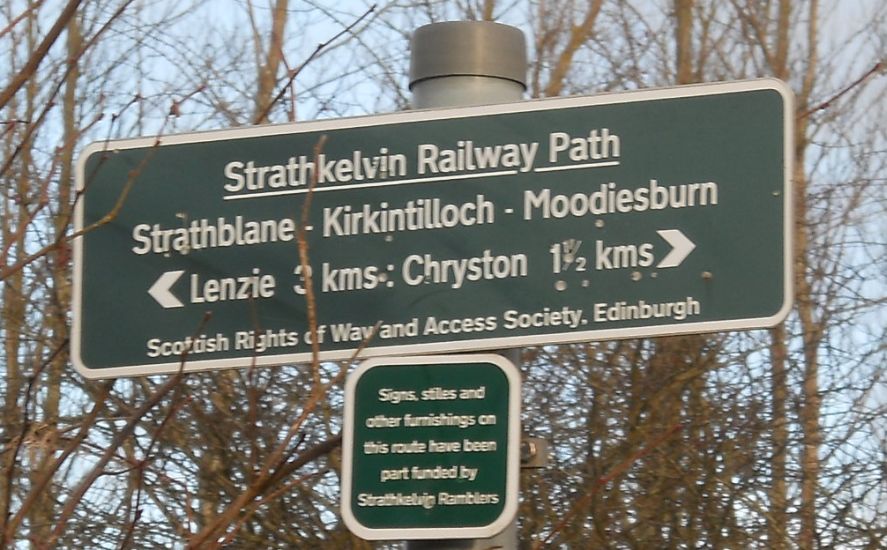 Strathkelvin Railway Path
Strathblane - Kirkintilloch - Moodiesburn
Lenzie 3 kms : Chryston 1½ kms
Scottish Rights of Way and Access Society, Edinburgh
Signs, stiles and
other furnishings on
this route have been
part funded by
Strathkelvin Ramblers